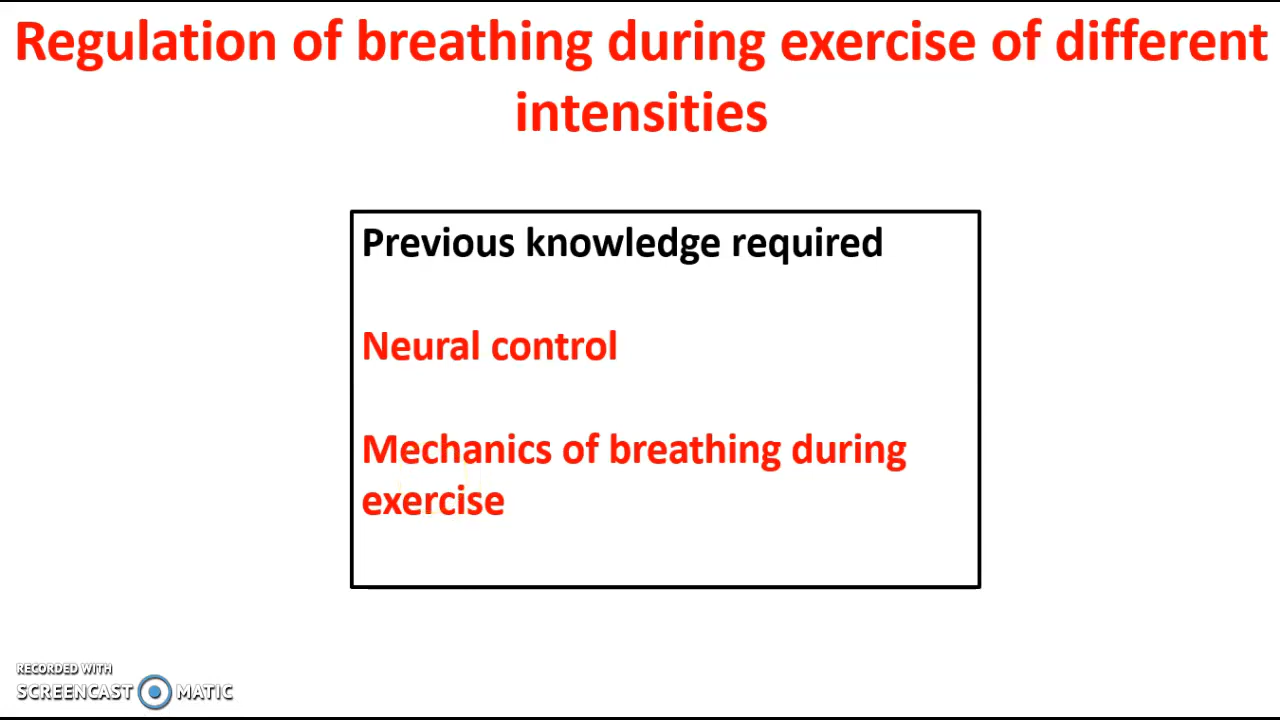 Regulation of breathing during exercise of different
intensities
Previous knowledge required
Neural control
Mechanics of breathing during
exercise
RECORDED WITH
SCREENCAST MATIC